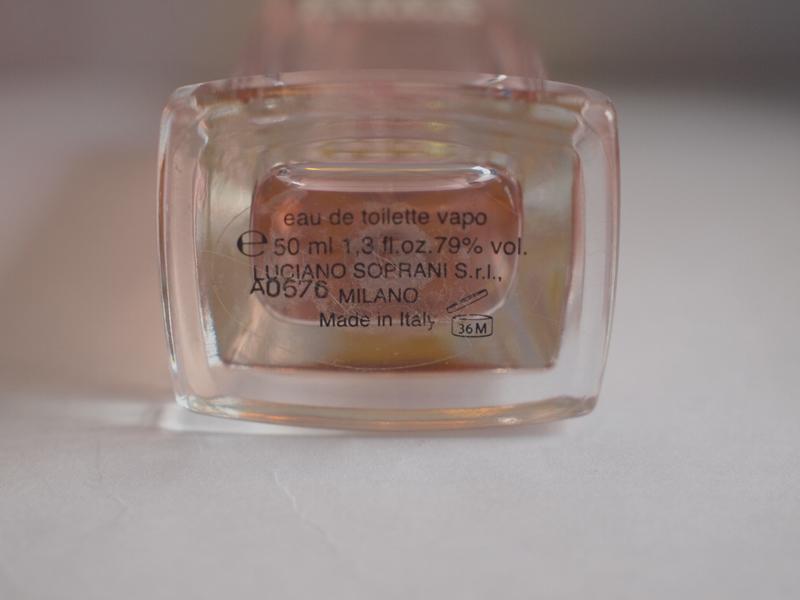 eau de toilette vapo
℮ 50 ml 1,3 fl.oz.79% vol.
LUCIANO SOPRANI S.r.l.,
A0676 MILANO
Made in Italy 36M